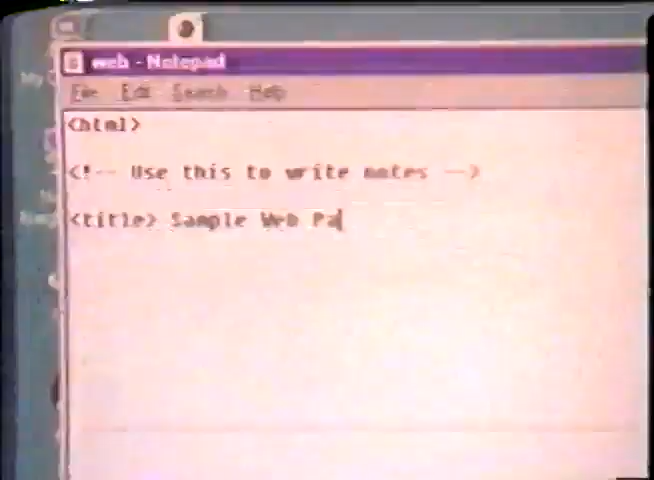 web - Notepad
File Edit Search Help
<html>
<!-- Use this to write notes -->
<title> Sample Web Pa